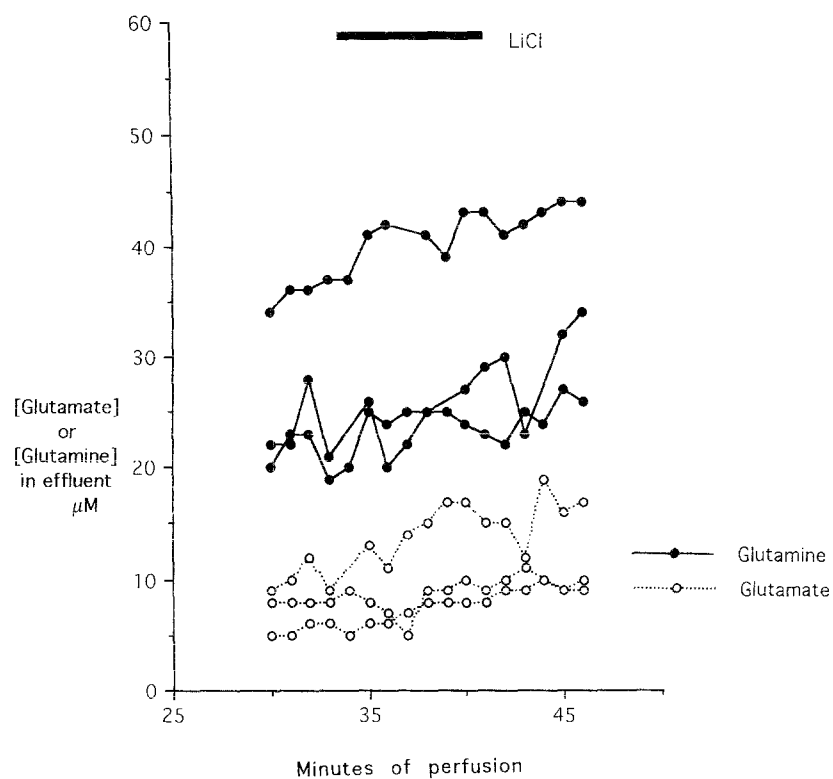 60
LiCl
50
40
30
[Glutamate]
or
[Glutamine]
in effluent
μM
20
10
0
Glutamine
Glutamate
25
35
45
Minutes of perfusion